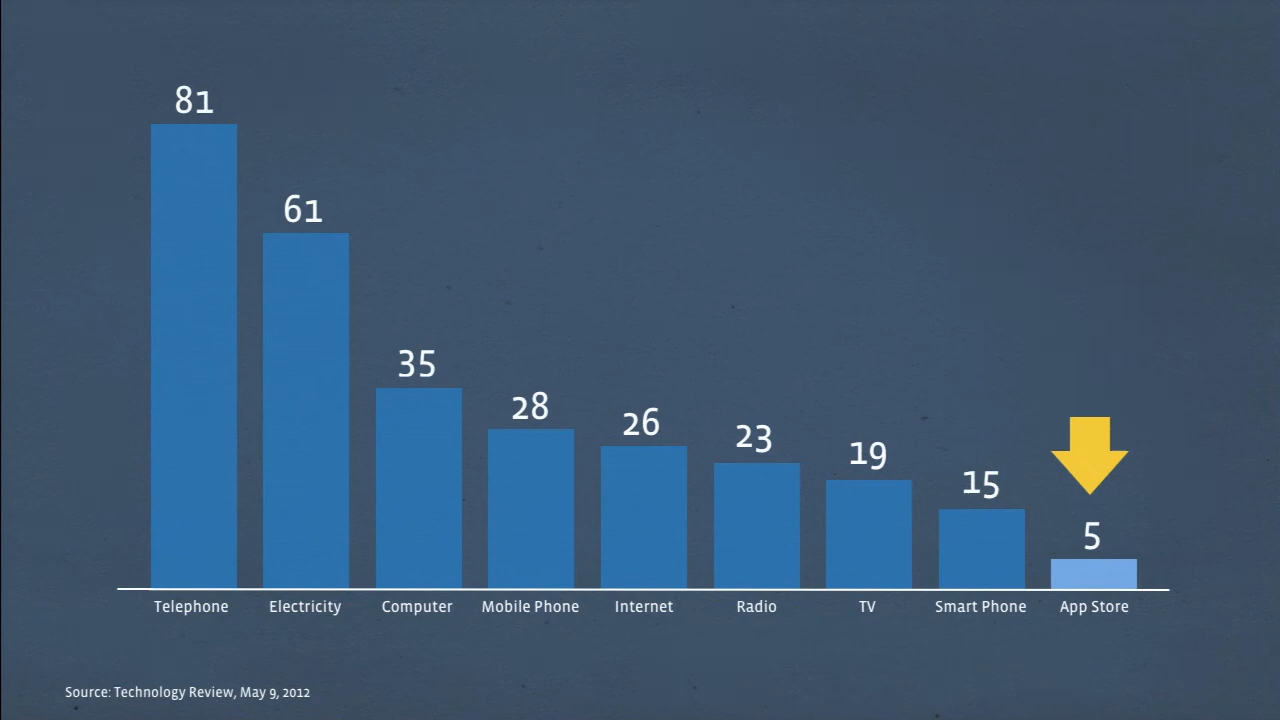 81
61
35
28
26
23
19
15
5
Telephone
Electricity
Computer
Mobile Phone
Internet
Radio
TV
Smart Phone
App Store
Source: Technology Review, May 9, 2012